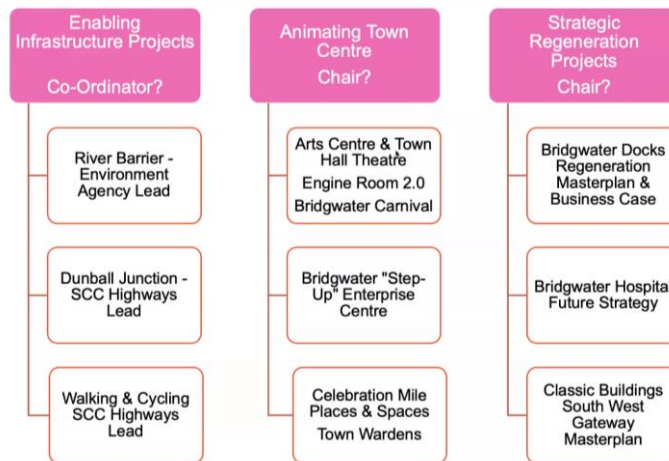 Enabling
Infrastructure Projects
Co-Ordinator?
River Barrier -
Environment
Agency Lead
Dunball Junction -
SCC Highways
Lead
Walking & Cycling
SCC Highways
Lead
Animating Town
Centre
Chair?
Arts Centre & Town
Hall Theatre
Engine Room 2.0
Bridgwater Carnival
Bridgwater "Step-
Up" Enterprise
Centre
Celebration Mile
Places & Spaces
Town Wardens
Strategic
Regeneration
Projects
Chair?
Bridgwater Docks
Regeneration
Masterplan &
Business Case
Bridgwater Hospital
Future Strategy
Classic Buildings
South West
Gateway
Masterplan